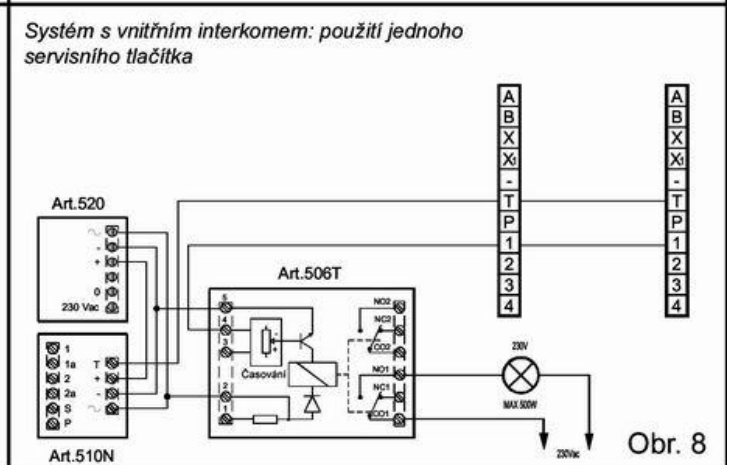 Systém s vnitřním interkomem: použití jednoho
servisního tlačítka
A
B
X
X1
-
T
P
1
2
3
4
A
B
X
X1
-
T
P
1
2
3
4
Art.520
~
-
+
0
230 Vac
Art.510N
1
1a
2
2a
S
P
T
+
-
~
Art.506T
5
4
3
2
1
-
+
Časování
NO2
NC2
CO2
NO1
NC1
CO1
230V
MAX 500W
230Vac
Obr. 8